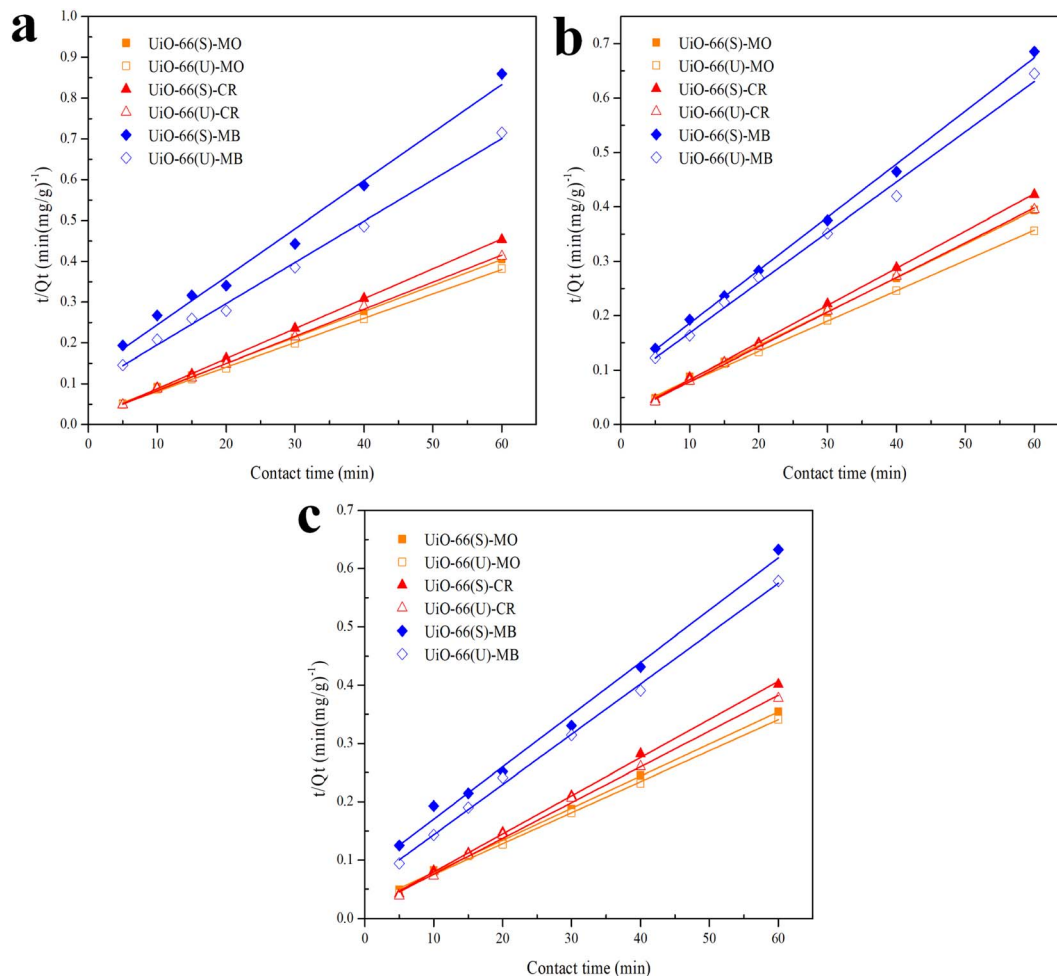 a
UiO-66(S)-MO
UiO-66(U)-MO
UiO-66(S)-CR
UiO-66(U)-CR
UiO-66(S)-MB
UiO-66(U)-MB
t/Qt (min(mg/g)⁻¹
1.0
0.9
0.8
0.7
0.6
0.5
0.4
0.3
0.2
0.1
0.0
0 10 20 30 40 50 60
Contact time (min)
b
UiO-66(S)-MO
UiO-66(U)-MO
UiO-66(S)-CR
UiO-66(U)-CR
UiO-66(S)-MB
UiO-66(U)-MB
t/Qt (min(mg/g)⁻¹
0.7
0.6
0.5
0.4
0.3
0.2
0.1
0.0
0 10 20 30 40 50 60
Contact time (min)
c
UiO-66(S)-MO
UiO-66(U)-MO
UiO-66(S)-CR
UiO-66(U)-CR
UiO-66(S)-MB
UiO-66(U)-MB
t/Qt (min(mg/g)⁻¹
0.7
0.6
0.5
0.4
0.3
0.2
0.1
0.0
0 10 20 30 40 50 60
Contact time (min)